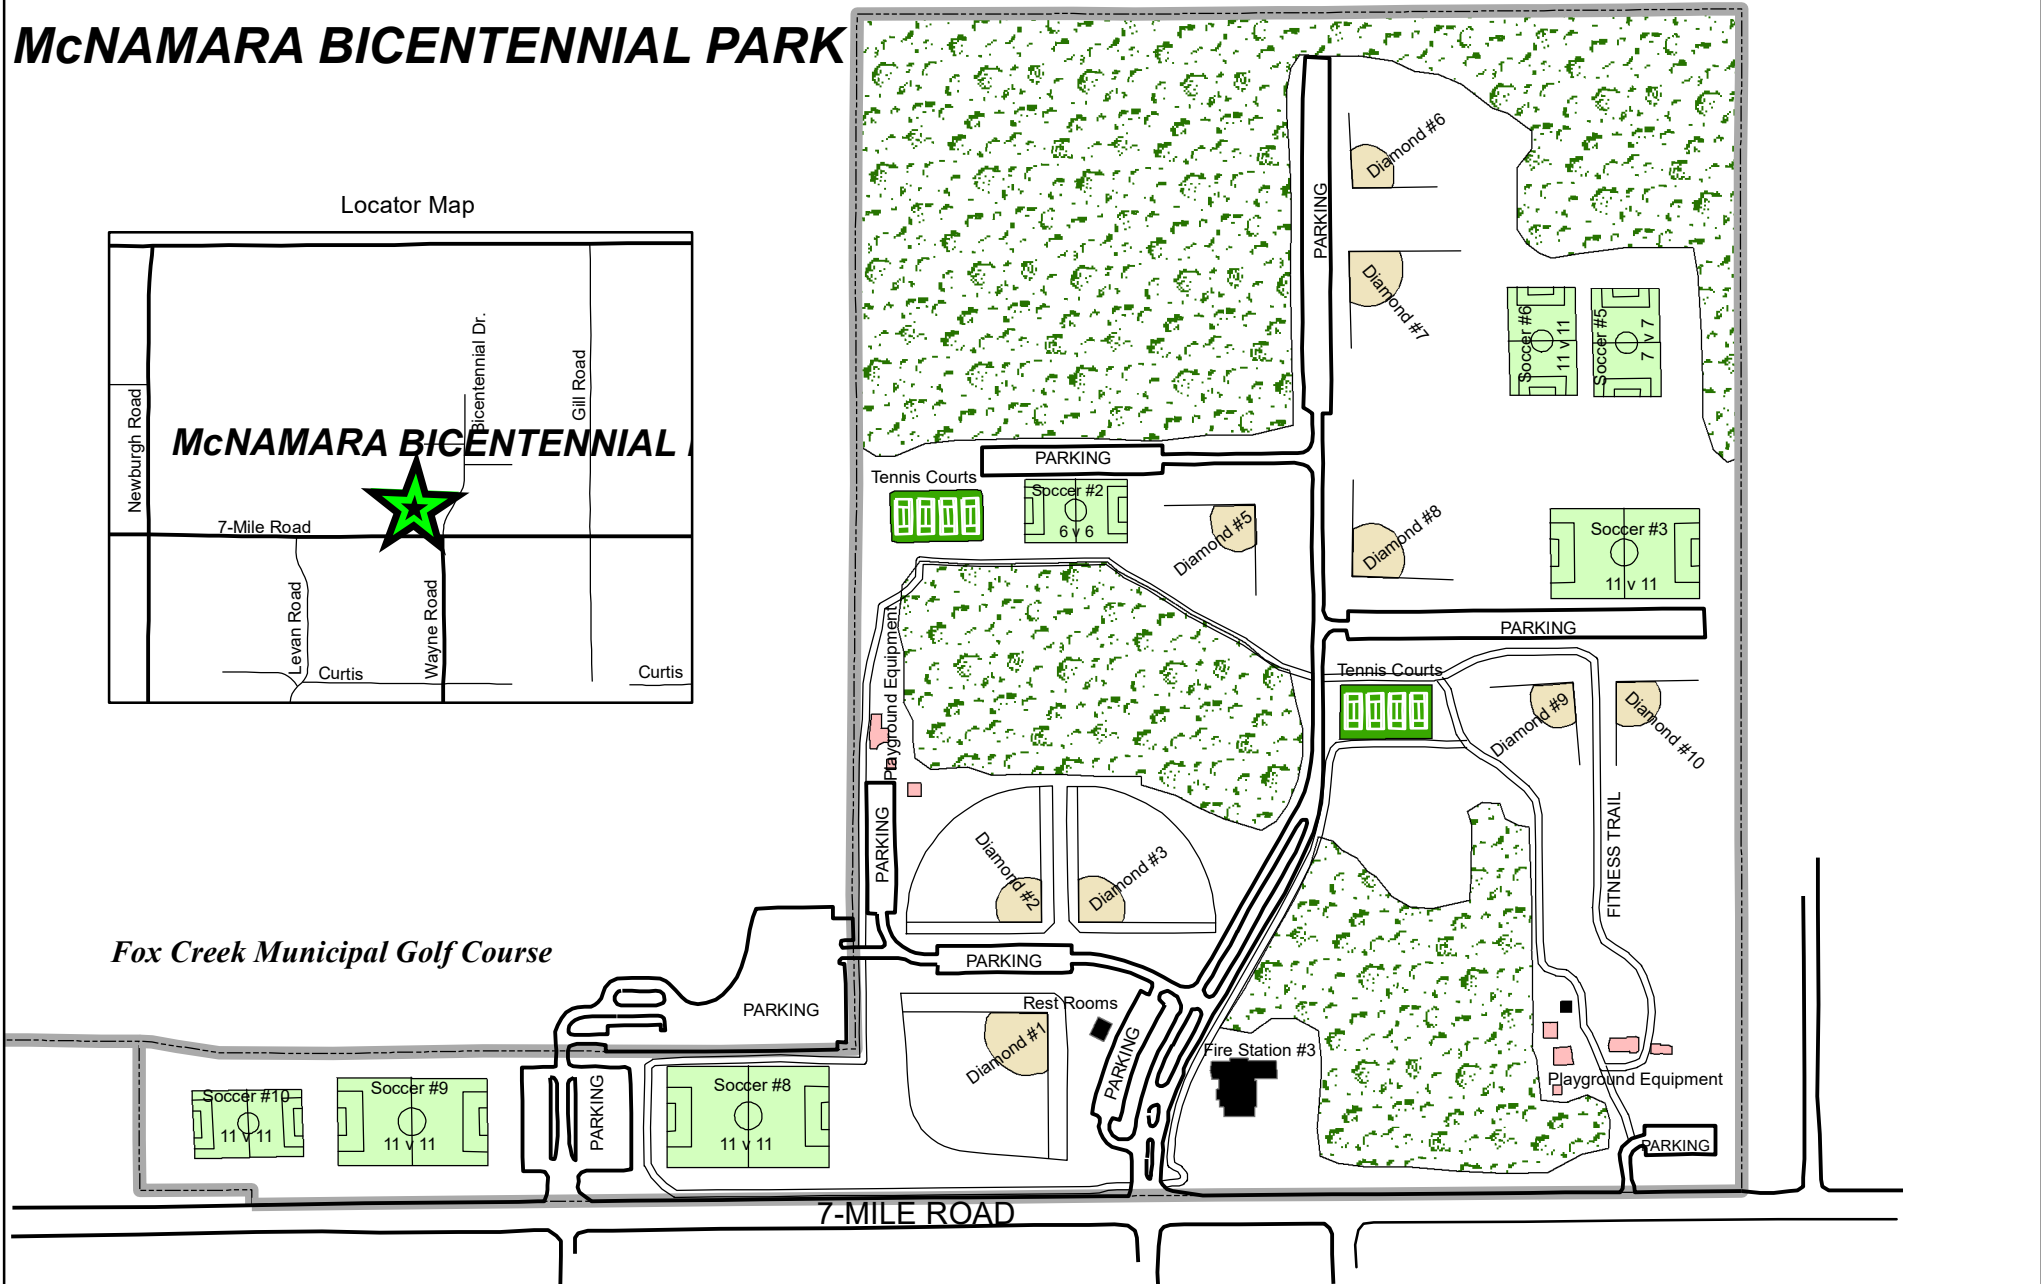 McNAMARA BICENTENNIAL PARK
Locator Map
Newburgh Road
Bicentennial Dr.
Gill Road
McNAMARA BICENTENNIAL
7-Mile Road
Levan Road
Wayne Road
Curtis
Curtis
PARKING
Diamond #6
Diamond #7
Soccer #6
11 v 11
Soccer #5
7 v 7
PARKING
Tennis Courts
Soccer #2
6 v 6
Diamond #5
Diamond #8
Soccer #3
11 v 11
PARKING
Playground Equipment
Tennis Courts
Diamond #9
Diamond #10
PARKING
Diamond #2
Diamond #3
FITNESS TRAIL
Fox Creek Municipal Golf Course
PARKING
PARKING
Rest Rooms
Diamond #1
PARKING
Fire Station #3
Playground Equipment
Soccer #10
11 v 11
Soccer #9
11 v 11
PARKING
Soccer #8
11 v 11
PARKING
7-MILE ROAD